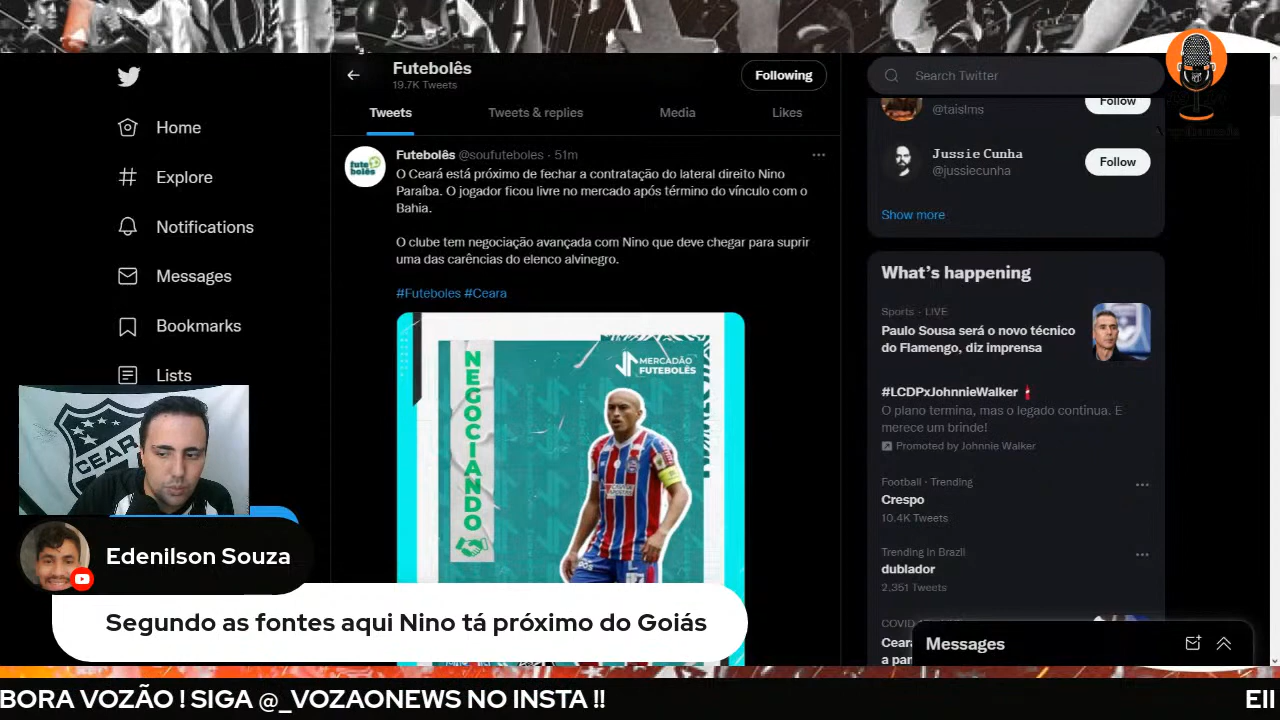 Futebolês
19.7K Tweets
Following
Search Twitter
Tweets
Tweets & replies
Media
Likes
Home
Explore
Notifications
Messages
Bookmarks
Lists
Futebolês @soufuteboles · 51m
O Ceará está próximo de fechar a contratação do lateral direito Nino
Paraíba. O jogador ficou livre no mercado após término do vínculo com o
Bahia.
O clube tem negociação avançada com Nino que deve chegar para suprir
uma das carências do elenco alvinegro.
#Futeboles #Ceara
fute
bolês
NEGOCIANDO
MERCADÃO
FUTEBOLÊS
@taislms
Follow
Jussie Cunha
@jussiecunha
Follow
Show more
What's happening
Sports · LIVE
Paulo Sousa será o novo técnico
do Flamengo, diz imprensa
#LCDPxJohnnieWalker
O plano termina, mas o legado continua. E
merece um brinde!
Promoted by Johnnie Walker
Football · Trending
Crespo
10.4K Tweets
Trending in Brazil
dublador
2,351 Tweets
COVID
Ceará
a par
Messages
CEAR
Edenilson Souza
Segundo as fontes aqui Nino tá próximo do Goiás
BORA VOZÃO ! SIGA @_VOZAONEWS NO INSTA !!